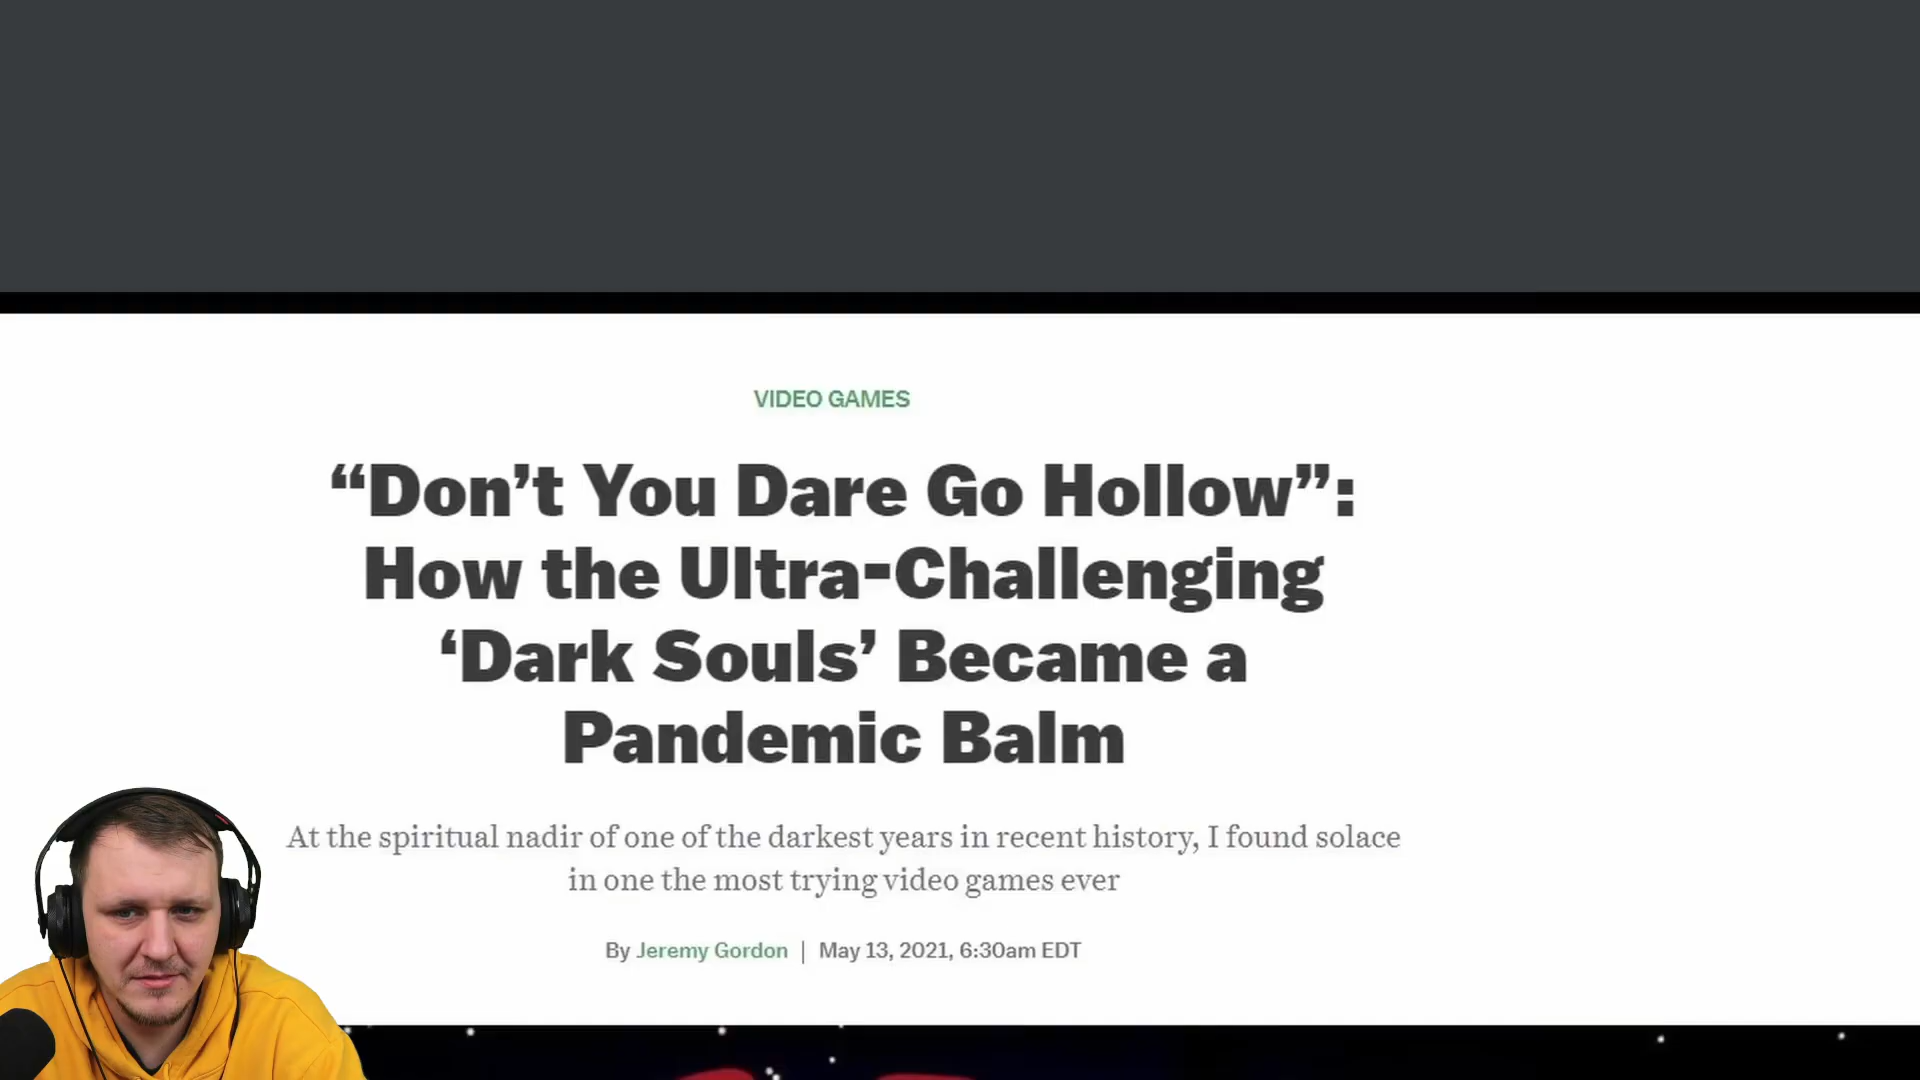 VIDEO GAMES
“Don’t You Dare Go Hollow”:
How the Ultra-Challenging
‘Dark Souls’ Became a
Pandemic Balm
At the spiritual nadir of one of the darkest years in recent history, I found solace
in one the most trying video games ever
By Jeremy Gordon | May 13, 2021, 6:30am EDT